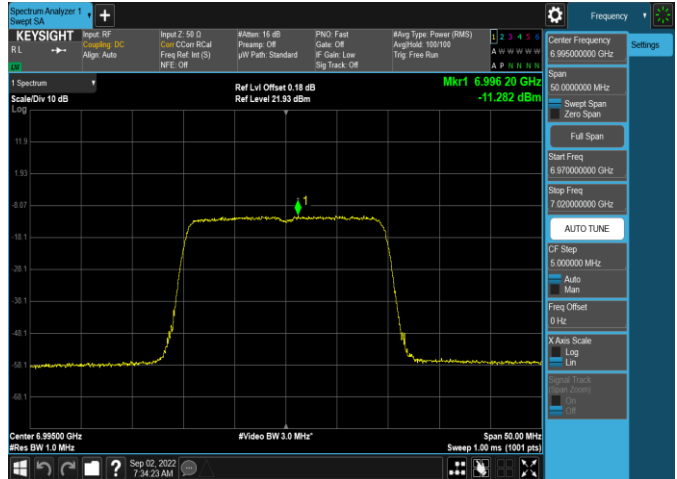 Spectrum Analyzer 1
Swept SA
Frequency
KEYSIGHT
Input: RF
Input Z: 50 Ω
#Atten: 16 dB
PNO: Fast
#Avg Type: Power (RMS)
1 2 3 4 5 6
RL
Coupling: DC
Corr CCorr RCal
Preamp: Off
Gate: Off
Avg|Hold: 100/100
A W W W W W
Align: Auto
Freq Ref: Int (S)
µW Path: Standard
IF Gain: Low
Trig: Free Run
NFE: Off
Sig Track: Off
A P N N N N
1 Spectrum
Ref Lvl Offset 0.18 dB
Mkr1 6.996 20 GHz
Scale/Div 10 dB
Ref Level 21.93 dBm
-11.282 dBm
Log
11.9
1.93
-8.07
-18.1
-28.1
-38.1
-48.1
-58.1
-68.1
1
Center 6.99500 GHz
#Video BW 3.0 MHz*
Span 50.00 MHz
#Res BW 1.0 MHz
Sweep 1.00 ms (1001 pts)
Sep 02, 2022
7:34:23 AM
Settings
Center Frequency
6.995000000 GHz
Span
50.0000000 MHz
Swept Span
Zero Span
Full Span
Start Freq
6.970000000 GHz
Stop Freq
7.020000000 GHz
AUTO TUNE
CF Step
5.000000 MHz
Auto
Man
Freq Offset
0 Hz
X Axis Scale
Log
Lin
Signal Track
(Span Zoom)
On
Off